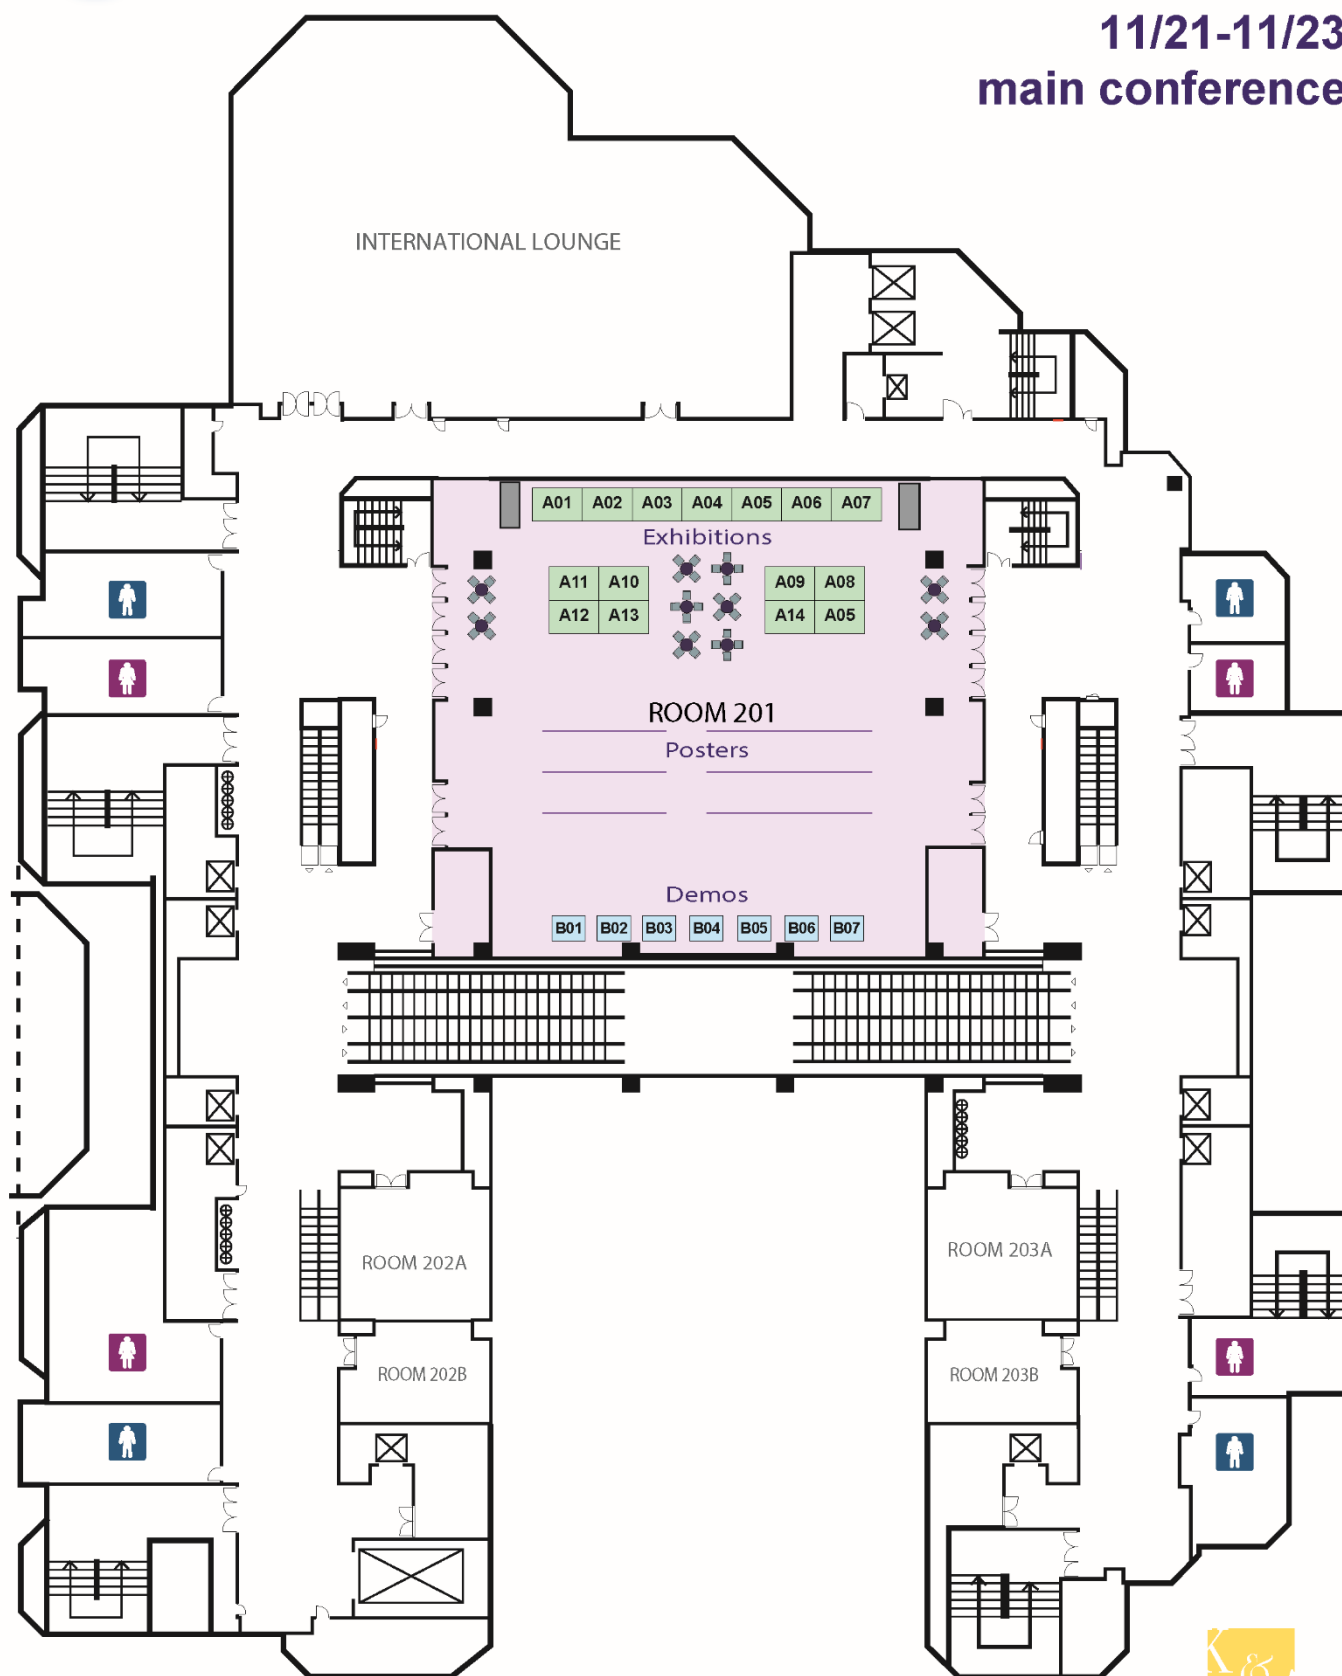 11/21-11/23
main conference
INTERNATIONAL LOUNGE
A01 A02 A03 A04 A05 A06 A07
Exhibitions
A11 A10 A09 A08
A12 A13 A14 A05
ROOM 201
Posters
Demos
B01 B02 B03 B04 B05 B06 B07
ROOM 202A
ROOM 203A
ROOM 202B
ROOM 203B
K &